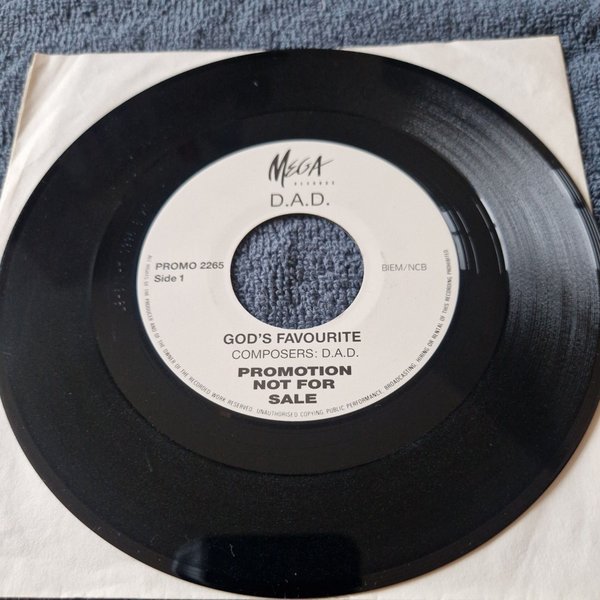 MEGA
RECORDS
D.A.D.
PROMO 2265
Side 1
BIEM/NCB
GOD'S FAVOURITE
COMPOSERS: D.A.D.
PROMOTION
NOT FOR
SALE
ALL RIGHTS OF THE PRODUCER AND OF THE OWNER OF THE RECORDED WORK RESERVED. UNAUTHORISED COPYING, PUBLIC PERFORMANCE, BROADCASTING, HIRING OR RENTAL OF THIS RECORDING PROHIBITED.